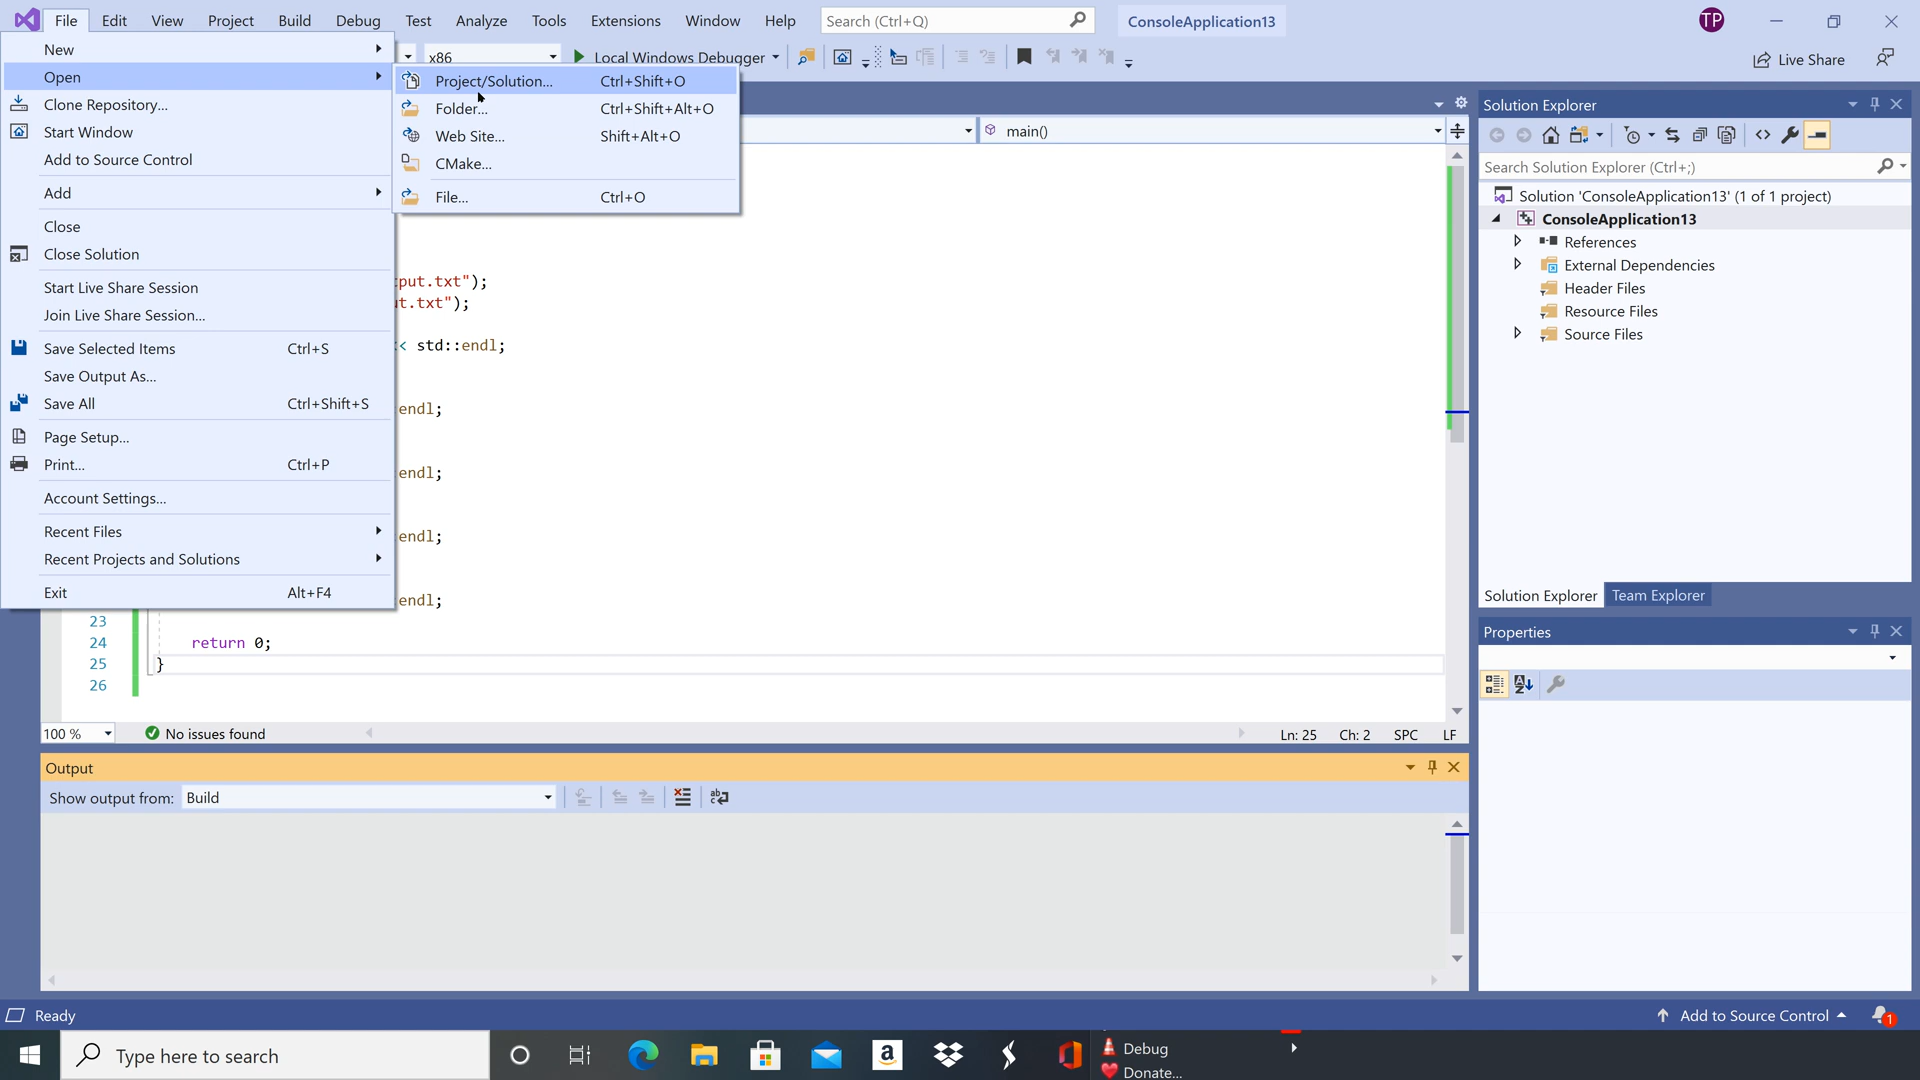 File Edit View Project Build Debug Test Analyze Tools Extensions Window Help Search (Ctrl+Q) ConsoleApplication13 TP
x86 Local Windows Debugger Live Share
New
Open
Clone Repository...
Start Window
Add to Source Control
Add
Close
Close Solution
Start Live Share Session
Join Live Share Session...
Save Selected Items Ctrl+S
Save Output As...
Save All Ctrl+Shift+S
Page Setup...
Print... Ctrl+P
Account Settings...
Recent Files
Recent Projects and Solutions
Exit Alt+F4
Project/Solution... Ctrl+Shift+O
Folder... Ctrl+Shift+Alt+O
Web Site... Shift+Alt+O
CMake... 
File... Ctrl+O
main()
put.txt");
ut.txt");
< std::endl;
endl;
endl;
endl;
endl;
23
24 return 0;
25 }
26
100 % No issues found Ln: 25 Ch: 2 SPC LF
Output
Show output from: Build
Solution Explorer
Search Solution Explorer (Ctrl+;)
Solution 'ConsoleApplication13' (1 of 1 project)
ConsoleApplication13
References
External Dependencies
Header Files
Resource Files
Source Files
Solution Explorer Team Explorer
Properties
Ready Add to Source Control 1
Type here to search
Debug
Donate...